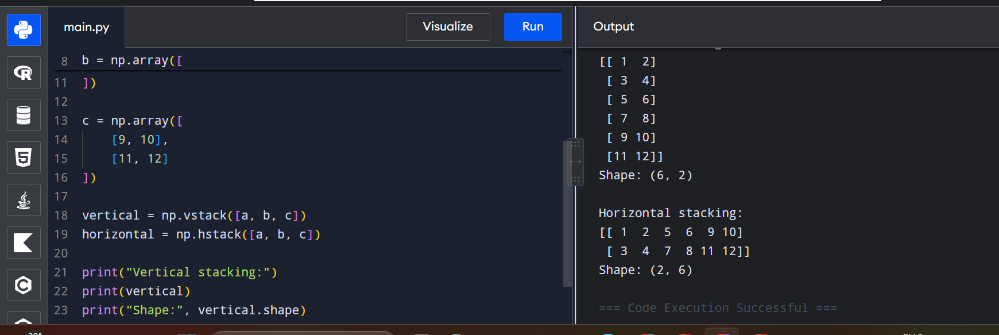 main.py
Visualize
Run
8 b = np.array([
11 ])
12
13 c = np.array([
14     [9, 10],
15     [11, 12]
16 ])
17
18 vertical = np.vstack([a, b, c])
19 horizontal = np.hstack([a, b, c])
20
21 print("Vertical stacking:")
22 print(vertical)
23 print("Shape:", vertical.shape)
Output
[[ 1  2]
 [ 3  4]
 [ 5  6]
 [ 7  8]
 [ 9 10]
 [11 12]]
Shape: (6, 2)
Horizontal stacking:
[[ 1  2  5  6  9 10]
 [ 3  4  7  8 11 12]]
Shape: (2, 6)
=== Code Execution Successful ===